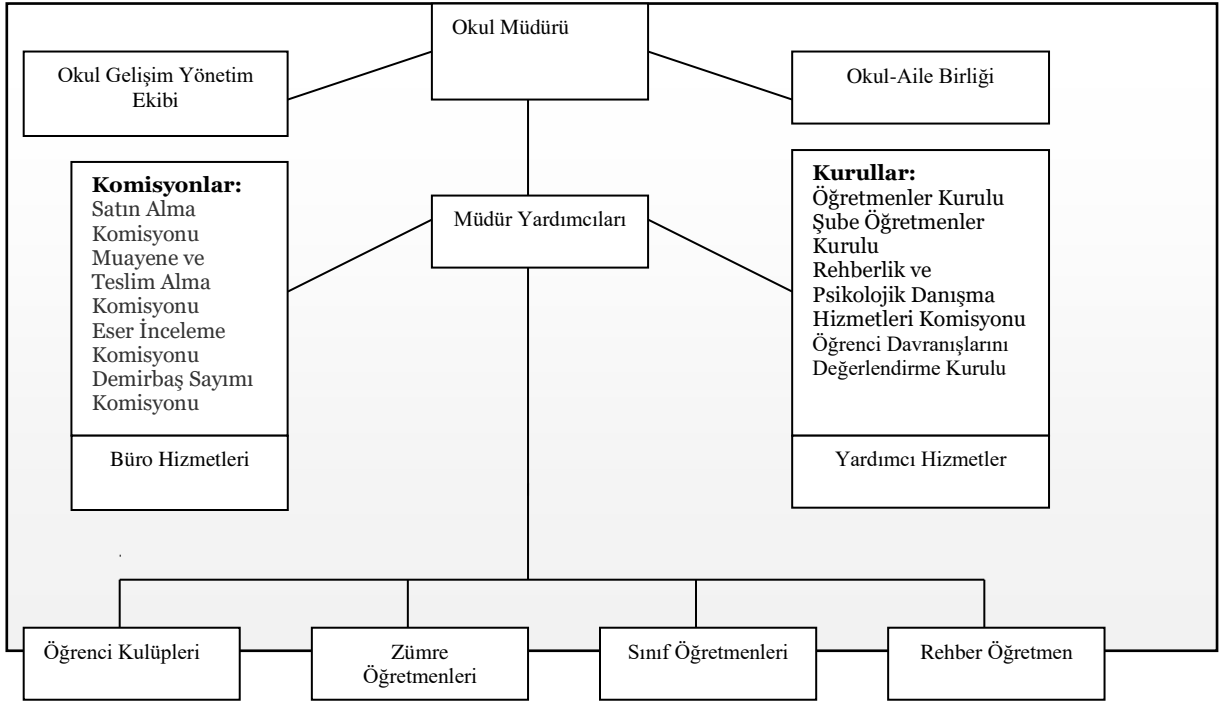 Okul Müdürü
Okul Gelişim Yönetim
Ekibi
Okul-Aile Birliği
Komisyonlar:
Satın Alma
Komisyonu
Muayene ve
Teslim Alma
Komisyonu
Eser İnceleme
Komisyonu
Demirbaş Sayımı
Komisyonu
Müdür Yardımcıları
Kurullar:
Öğretmenler Kurulu
Şube Öğretmenler
Kurulu
Rehberlik ve
Psikolojik Danışma
Hizmetleri Komisyonu
Öğrenci Davranışlarını
Değerlendirme Kurulu
Büro Hizmetleri
Yardımcı Hizmetler
Öğrenci Kulüpleri
Zümre
Öğretmenleri
Sınıf Öğretmenleri
Rehber Öğretmen